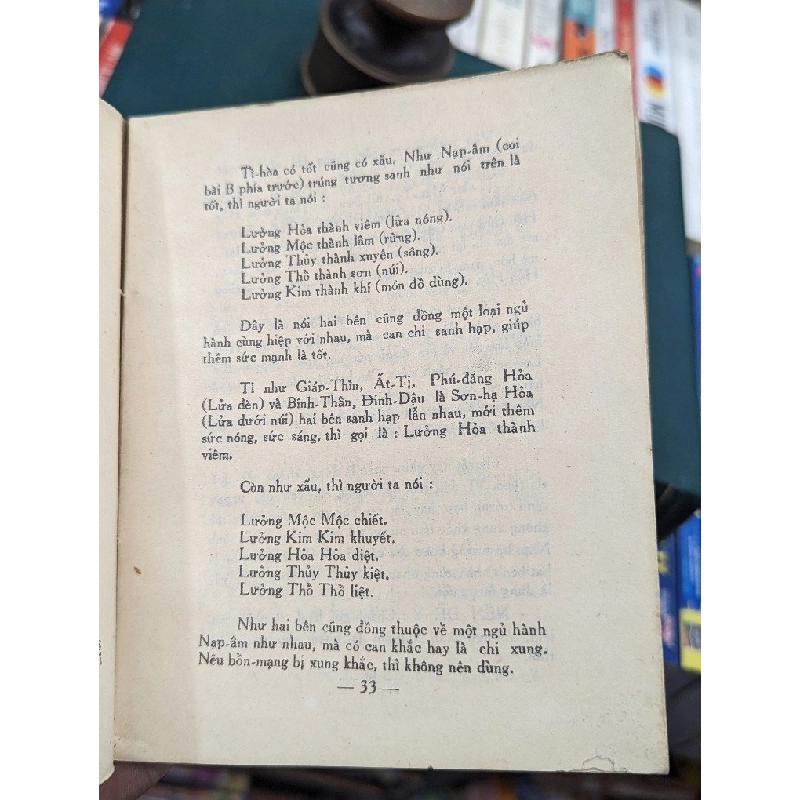 Tỉ-hòa có tốt cũng có xấu. Như Nạp-âm (coi
bài B phía trước) trúng tương sanh như nói trên là
tốt, thì người ta nói :
Lưỡng Hỏa thành viêm (lửa nóng).
Lưỡng Mộc thành lâm (rừng).
Lưỡng Thủy thành xuyên (sông).
Lưỡng Thổ thành sơn (núi).
Lưỡng Kim thành khí (món đồ dùng).
Đây là nói hai bên cũng đồng một loại ngũ
hành cùng hiệp với nhau, mà can chi sanh hạp, giúp
thêm sức mạnh là tốt.
Tỉ như Giáp-Thìn, Ất-Tị, Phú-đăng Hỏa
(Lửa đèn) và Bính-Thân, Đinh-Dậu là Sơn-hạ Hỏa
(Lửa dưới núi) hai bên sanh hạp lẫn nhau, mới thêm
sức nóng, sức sáng, thì gọi là : Lưỡng Hỏa thành
viêm.
Còn như xấu, thì người ta nói :
Lưỡng Mộc Mộc chiết.
Lưỡng Kim Kim khuyết.
Lưỡng Hỏa Hỏa diệt.
Lưỡng Thủy Thủy kiệt.
Lưỡng Thổ Thổ liệt.
Như hai bên cũng đồng thuộc về một ngũ hành
Nạp-âm như nhau, mà có can khắc hay là chi xung.
Nếu bổn-mạng bị xung khắc, thì không nên dùng.
— 33 —